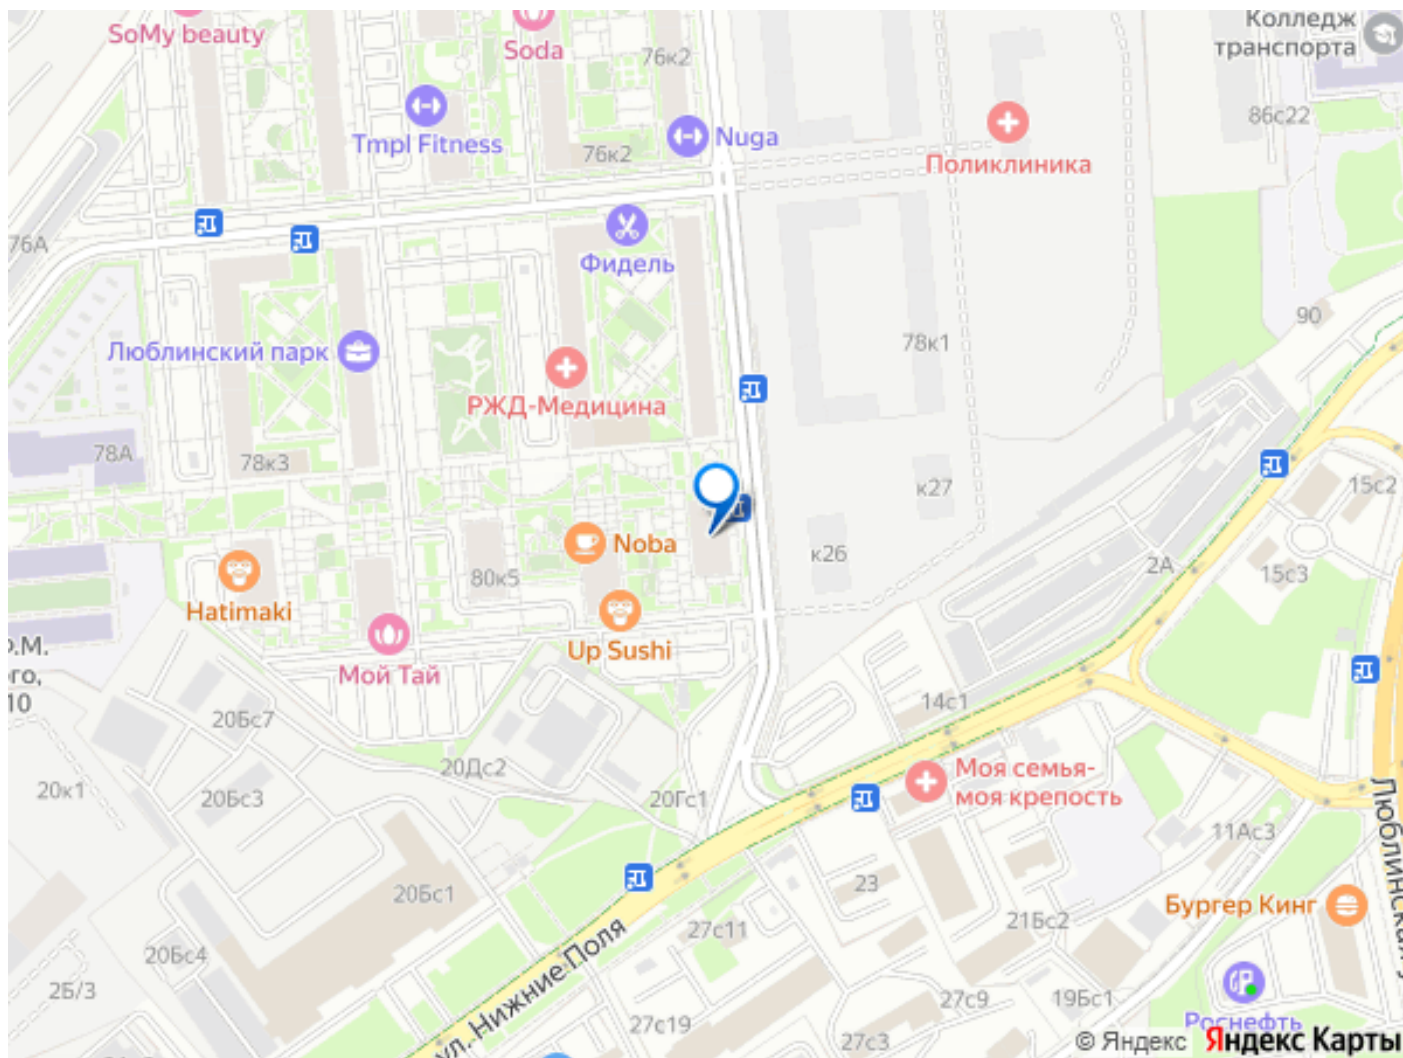 Колледж
транспорта
SoMy beauty
Soda
76к2
86с22
Tmpl Fitness
Nuga
76к2
Поликлиника
76А
Фидель
90
Люблинский парк
78к1
РЖД-Медицина
78А
78к3
к27
15с2
Noba
к26
2А
15с3
80к5
Hatimaki
Up Sushi
Мой Тай
10
20Бс7
14с1
20Дс2
Моя семья-
моя крепость
20к1
20Бс3
20Гс1
Люблинская у
11Ас3
23
20Бс1
Бургер Кинг
21Бс2
27с11
20Бс4
ул. Нижние Поля
2Б/3
27с9
19Бс1
27с19
Роснефть
27с3
© Яндекс Яндекс Карты